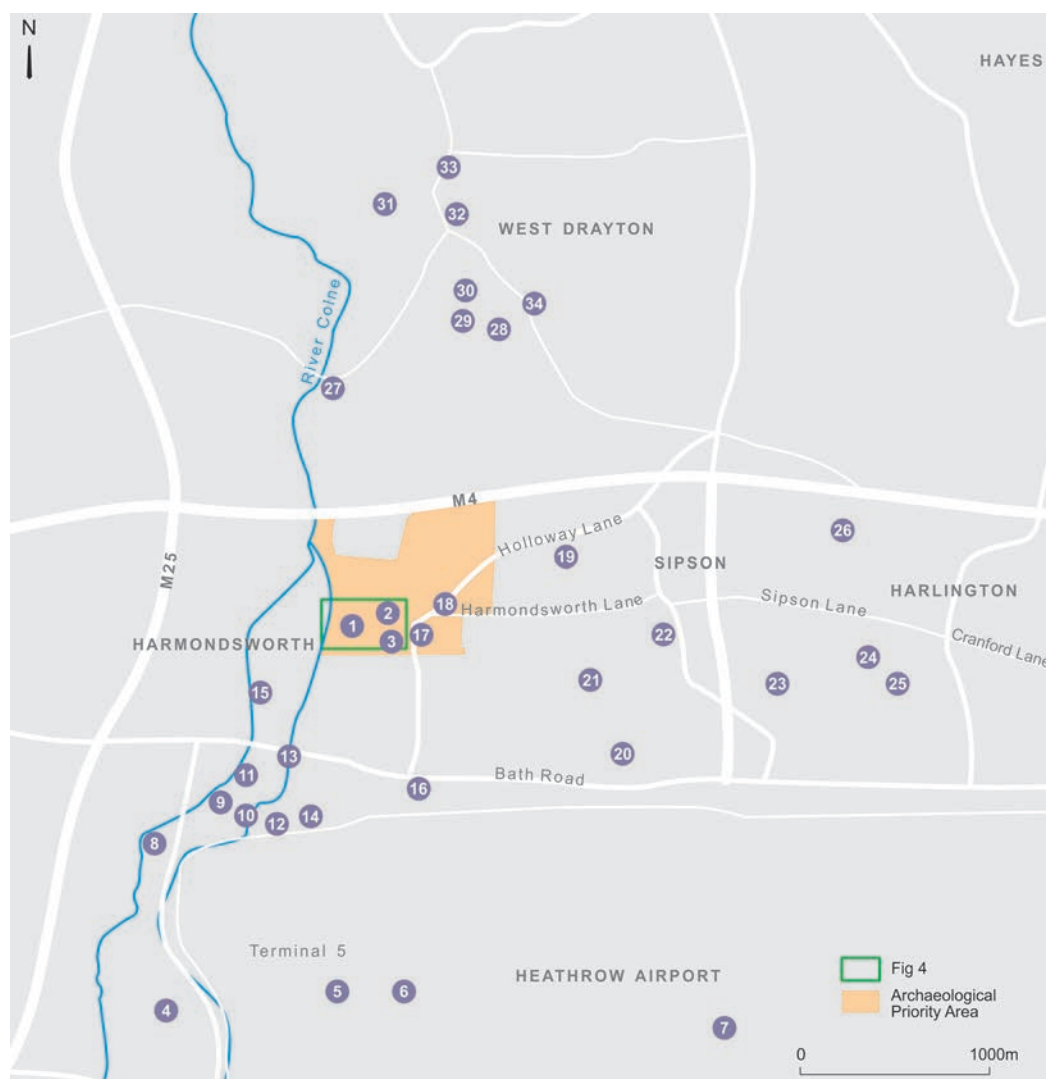 N
HAYES
33
31
32
WEST DRAYTON
River Colne
30
34
29
28
27
M4
Holloway Lane
26
19
SIPSON
M25
HARLINGTON
2
18
Harmondsworth Lane
Sipson Lane
1
HARMONDSWORTH
3
17
22
Cranford Lane
24
21
23
25
15
20
13
11
Bath Road
16
9
10
12
14
8
Terminal 5
HEATHROW AIRPORT
Fig 4
5
6
Archaeological
Priority Area
4
7
0
1000m